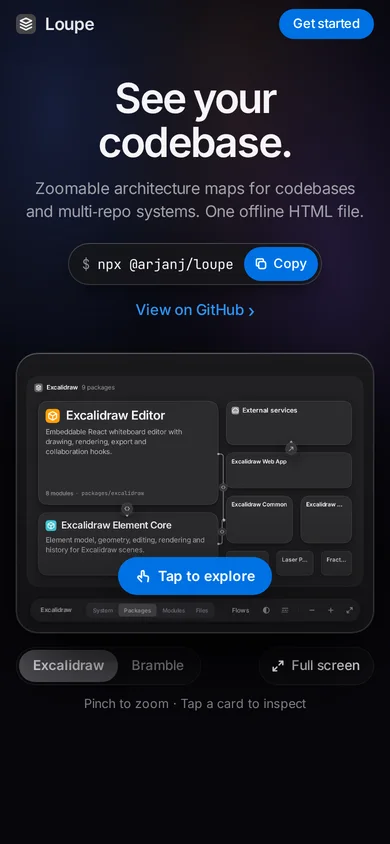 Loupe
Get started
See your
codebase.
Zoomable architecture maps for codebases
and multi-repo systems. One offline HTML file.
$ npx @arjanj/loupe
Copy
View on GitHub ›
Excalidraw 9 packages
Excalidraw Editor
Embeddable React whiteboard editor with
drawing, rendering, export and
collaboration hooks.
8 modules · packages/excalidraw
External services
Excalidraw Web App
Excalidraw Element Core
Element model, geometry, editing, rendering and
history for Excalidraw scenes.
Excalidraw Common
Excalidraw ...
Laser P...
Fract...
Tap to explore
Excalidraw
System
Packages
Modules
Files
Flows
Excalidraw
Bramble
Full screen
Pinch to zoom · Tap a card to inspect